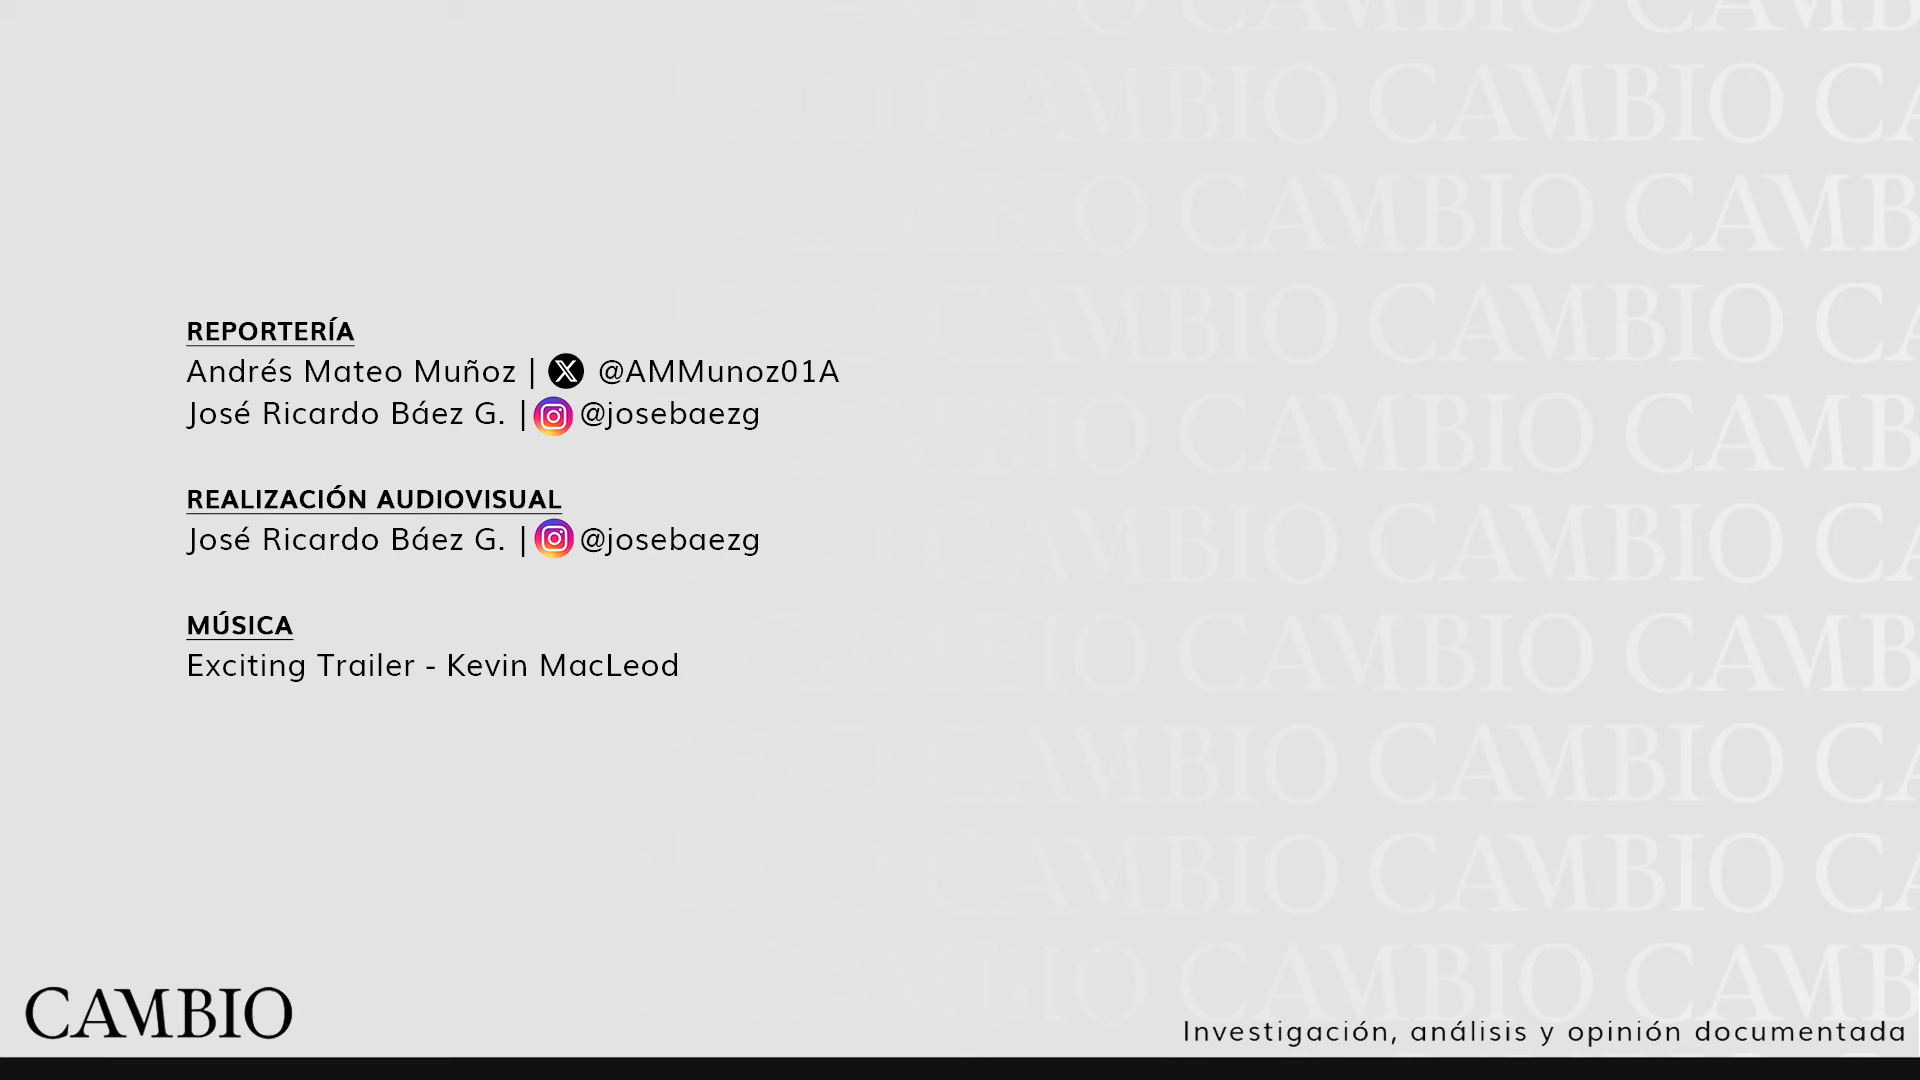 REPORTERÍA
Andrés Mateo Muñoz | @AMMunoz01A
José Ricardo Báez G. | @josebaezg
REALIZACIÓN AUDIOVISUAL
José Ricardo Báez G. | @josebaezg
MÚSICA
Exciting Trailer - Kevin MacLeod
CAMBIO
Investigación, análisis y opinión documentada